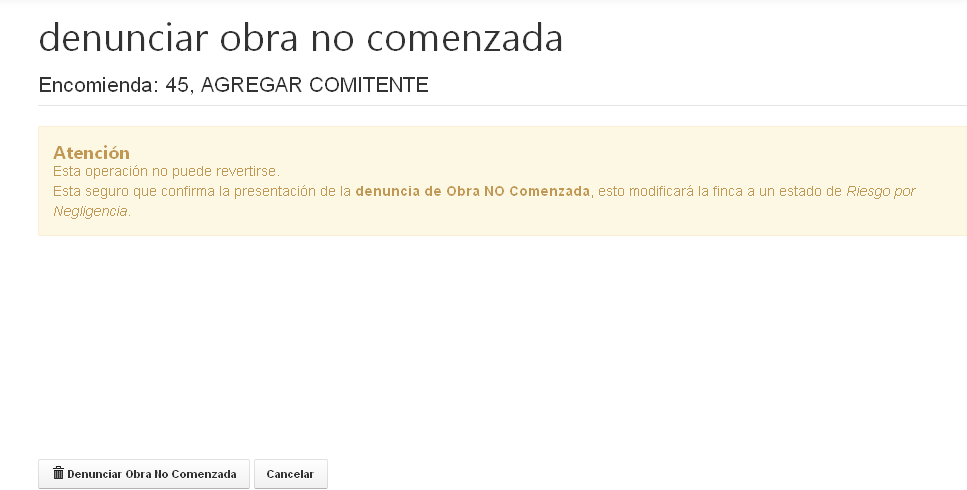 denunciar obra no comenzada
Encomienda: 45, AGREGAR COMITENTE
Atención
Esta operación no puede revertirse.
Esta seguro que confirma la presentación de la denuncia de Obra NO Comenzada, esto modificará la finca a un estado de Riesgo por
Negligencia.
Denunciar Obra No Comenzada Cancelar